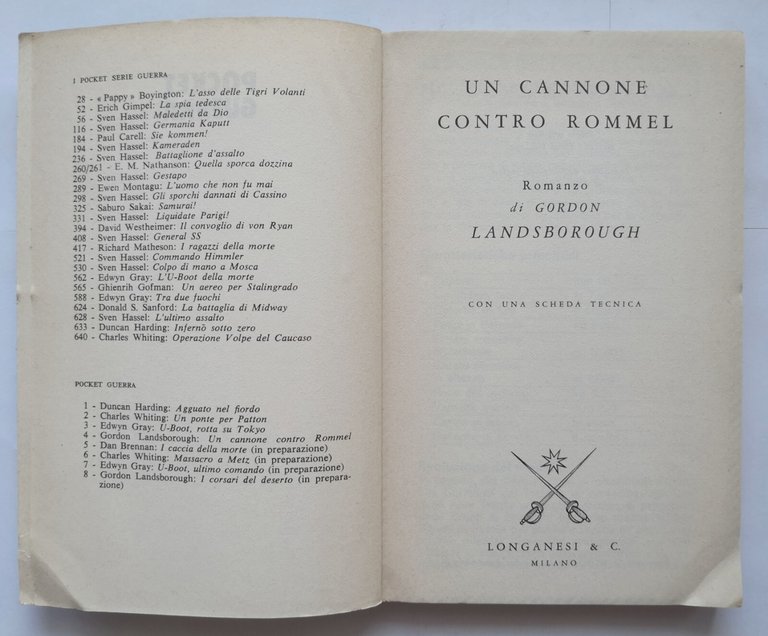 I POCKET SERIE GUERRA
28 - « Pappy » Boyington: L'asso delle Tigri Volanti
52 - Erich Gimpel: La spia tedesca
56 - Sven Hassel: Maledetti da Dio
116 - Sven Hassel: Germania Kaputt
184 - Paul Carell: Sie kommen!
194 - Sven Hassel: Kameraden
236 - Sven Hassel: Battaglione d'assalto
260/261 - E. M. Nathanson: Quella sporca dozzina
269 - Sven Hassel: Gestapo
289 - Ewen Montagu: L'uomo che non fu mai
298 - Sven Hassel: Gli sporchi dannati di Cassino
325 - Saburo Sakai: Samurai!
331 - Sven Hassel: Liquidate Parigi!
394 - David Westheimer: Il convoglio di von Ryan
408 - Sven Hassel: General SS
417 - Richard Matheson: I ragazzi della morte
521 - Sven Hassel: Commando Himmler
530 - Sven Hassel: Colpo di mano a Mosca
562 - Edwyn Gray: L'U-Boot della morte
565 - Ghienrih Gofman: Un aereo per Stalingrado
588 - Edwyn Gray: Tra due fuochi
624 - Donald S. Sanford: La battaglia di Midway
628 - Sven Hassel: L'ultimo assalto
633 - Duncan Harding: Inferno sotto zero
640 - Charles Whiting: Operazione Volpe del Caucaso
POCKET GUERRA
1 - Duncan Harding: Agguato nel fiordo
2 - Charles Whiting: Un ponte per Patton
3 - Edwyn Gray: U-Boot, rotta su Tokyo
4 - Gordon Landsborough: Un cannone contro Rommel
5 - Dan Brennan: I caccia della morte (in preparazione)
6 - Charles Whiting: Massacro a Metz (in preparazione)
7 - Edwyn Gray: U-Boot, ultimo comando (in preparazione)
8 - Gordon Landsborough: I corsari del deserto (in prepara-
zione)
UN CANNONE
CONTRO ROMMEL
Romanzo
di GORDON
LANDSBOROUGH
CON UNA SCHEDA TECNICA
LONGANESI & C.
MILANO